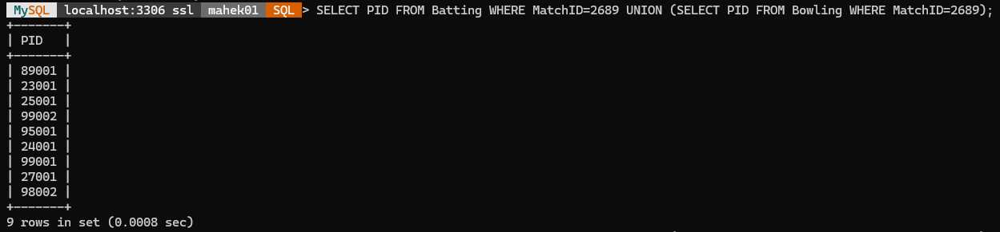 MySQL localhost:3306 ssl mahek01 SQL > SELECT PID FROM Batting WHERE MatchID=2689 UNION (SELECT PID FROM Bowling WHERE MatchID=2689);
+-------+
| PID   |
+-------+
| 89001 |
| 23001 |
| 25001 |
| 99002 |
| 95001 |
| 24001 |
| 99001 |
| 27001 |
| 98002 |
+-------+
9 rows in set (0.0008 sec)